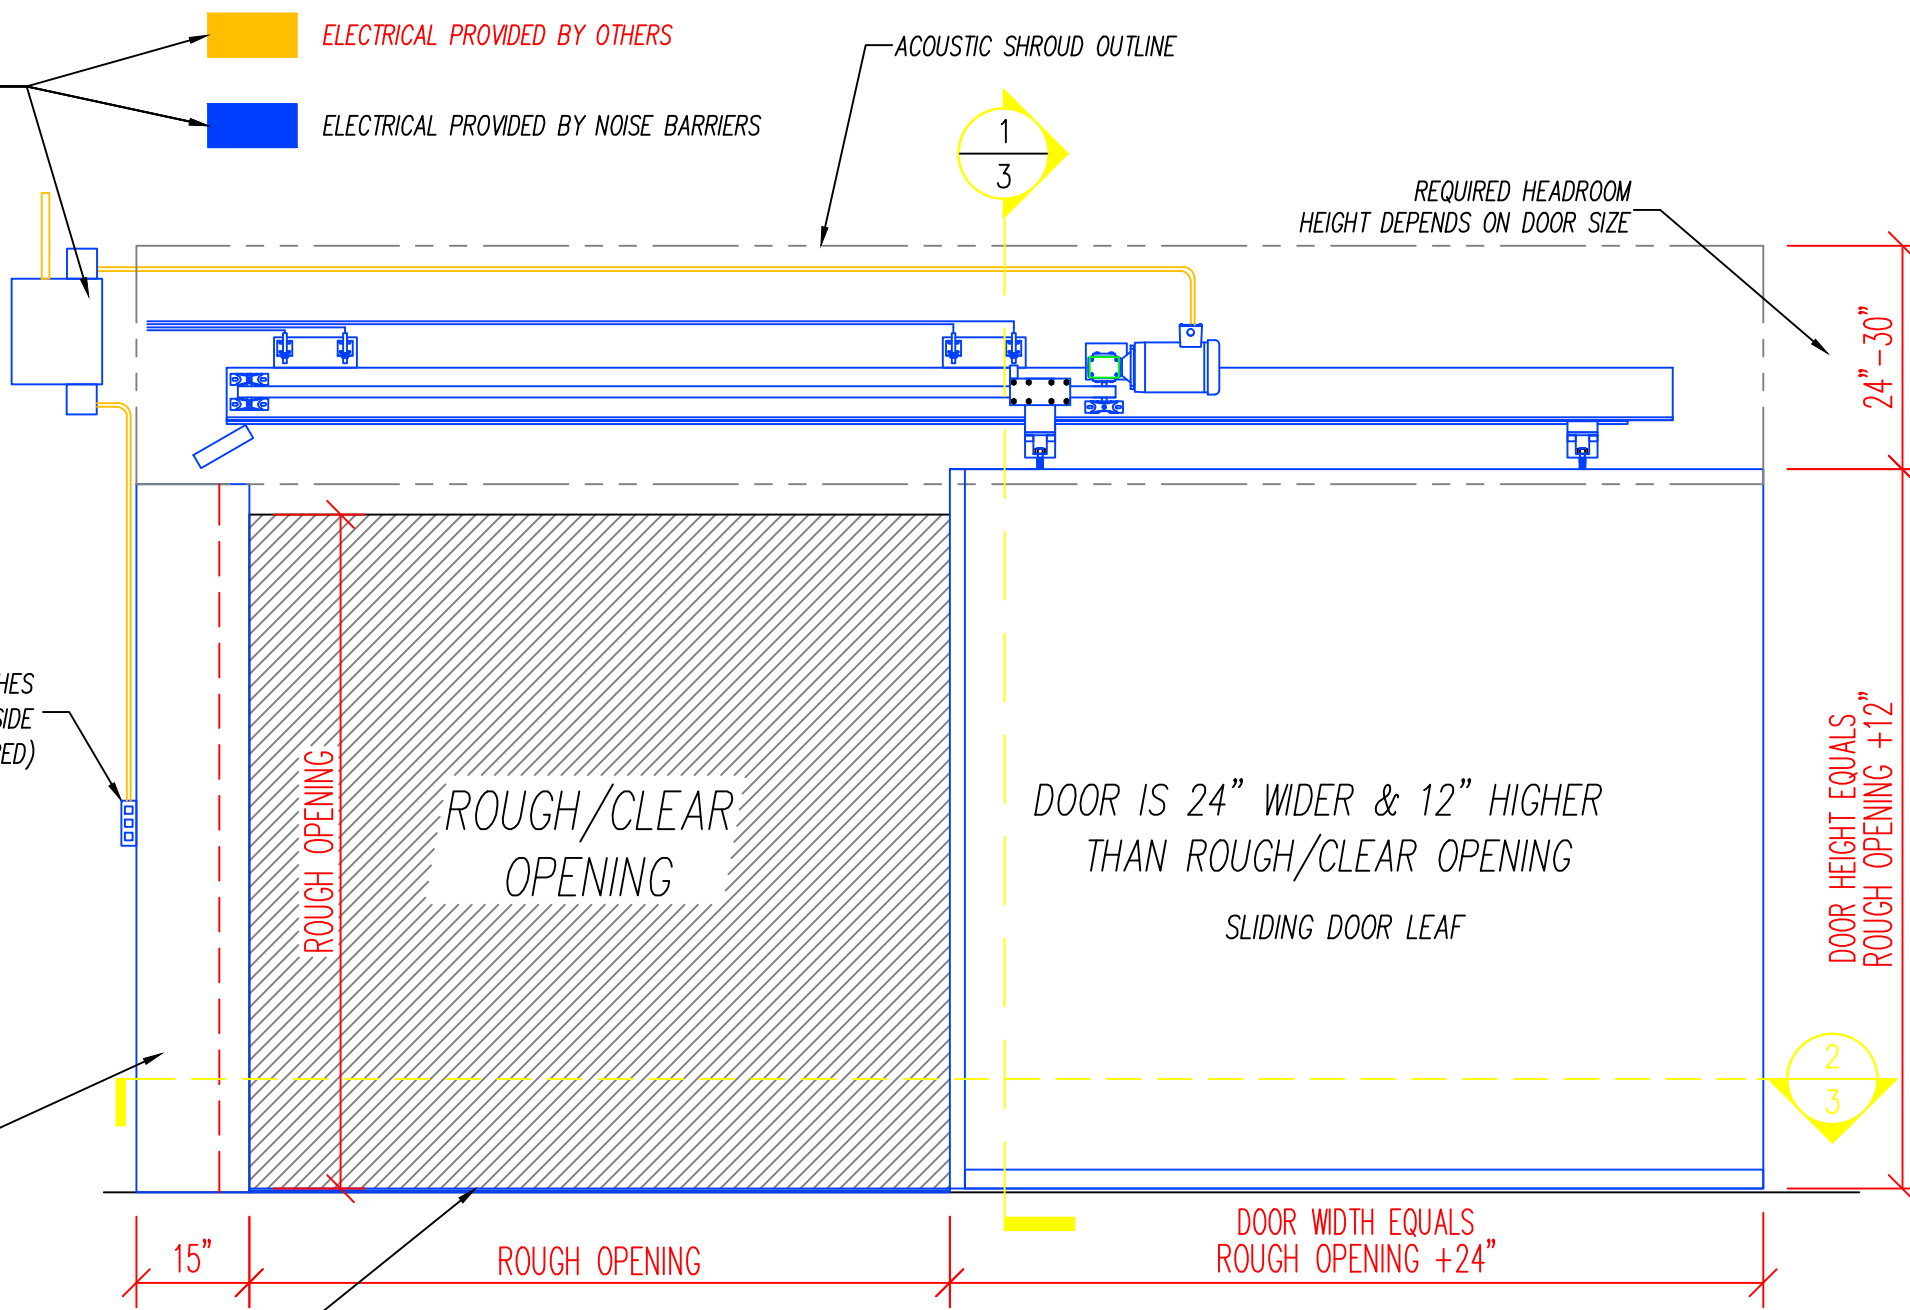 ELECTRICAL PROVIDED BY OTHERS
ELECTRICAL PROVIDED BY NOISE BARRIERS
ACOUSTIC SHROUD OUTLINE
1
3
REQUIRED HEADROOM
HEIGHT DEPENDS ON DOOR SIZE
24"-30"
HES
SIDE
ED)
ROUGH OPENING
ROUGH/CLEAR
OPENING
DOOR IS 24" WIDER & 12" HIGHER
THAN ROUGH/CLEAR OPENING
SLIDING DOOR LEAF
DOOR HEIGHT EQUALS
ROUGH OPENING +12"
2
3
15"
ROUGH OPENING
DOOR WIDTH EQUALS
ROUGH OPENING +24"